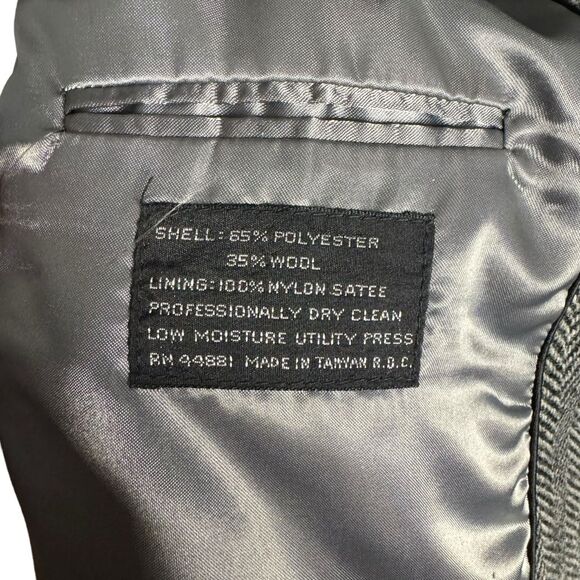 SHELL: 65% POLYESTER
35% WOOL
LINING: 100% NYLON SATEE
PROFESSIONALLY DRY CLEAN
LOW MOISTURE UTILITY PRESS
RN 44881 MADE IN TAIWAN R.O.C.